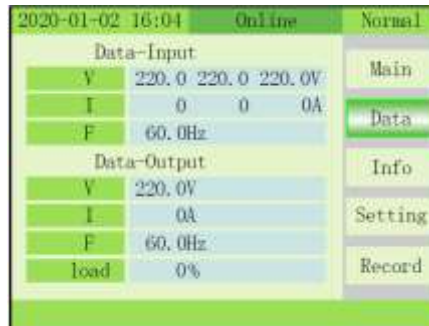 2020-01-02 16:04 Online Normal
Data-Input
V 220.0 220.0 220.0V
I 0 0 0A
F 60.0Hz
Data-Output
V 220.0V
I 0A
F 60.0Hz
load 0%
Main
Data
Info
Setting
Record